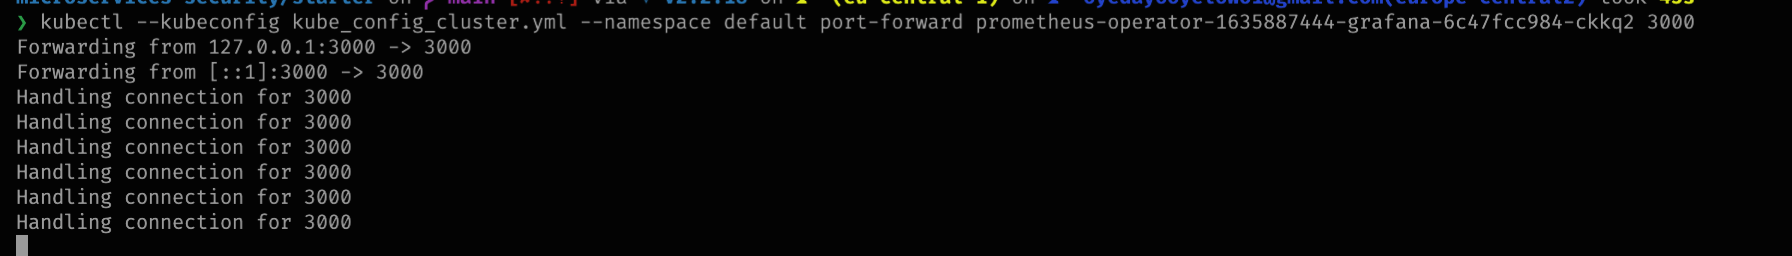 ❯ kubectl --kubeconfig kube_config_cluster.yml --namespace default port-forward prometheus-operator-1635887444-grafana-6c47fcc984-ckkq2 3000
Forwarding from 127.0.0.1:3000 -> 3000
Forwarding from [::1]:3000 -> 3000
Handling connection for 3000
Handling connection for 3000
Handling connection for 3000
Handling connection for 3000
Handling connection for 3000
Handling connection for 3000